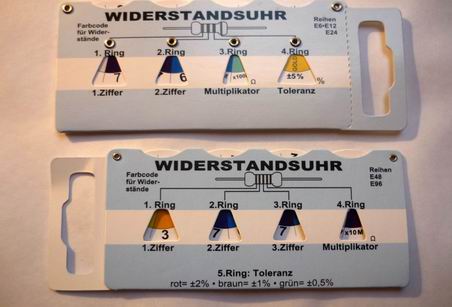 WIDERSTANDSUHR
Farbcode
für Wider-
stände
Reihen
E6-E12
E24
1. Ring 2.Ring 3.Ring 4.Ring
7 6 x100k Ω GOLD ±5% %
1.Ziffer 2.Ziffer Multiplikator Toleranz
WIDERSTANDSUHR
Farbcode
für Wider-
stände
Reihen
E48
E96
1. Ring 2.Ring 3.Ring 4.Ring
3 7 7 x10M Ω
1.Ziffer 2.Ziffer 3.Ziffer Multiplikator
5.Ring: Toleranz
rot= ±2% • braun= ±1% • grün= ±0,5%